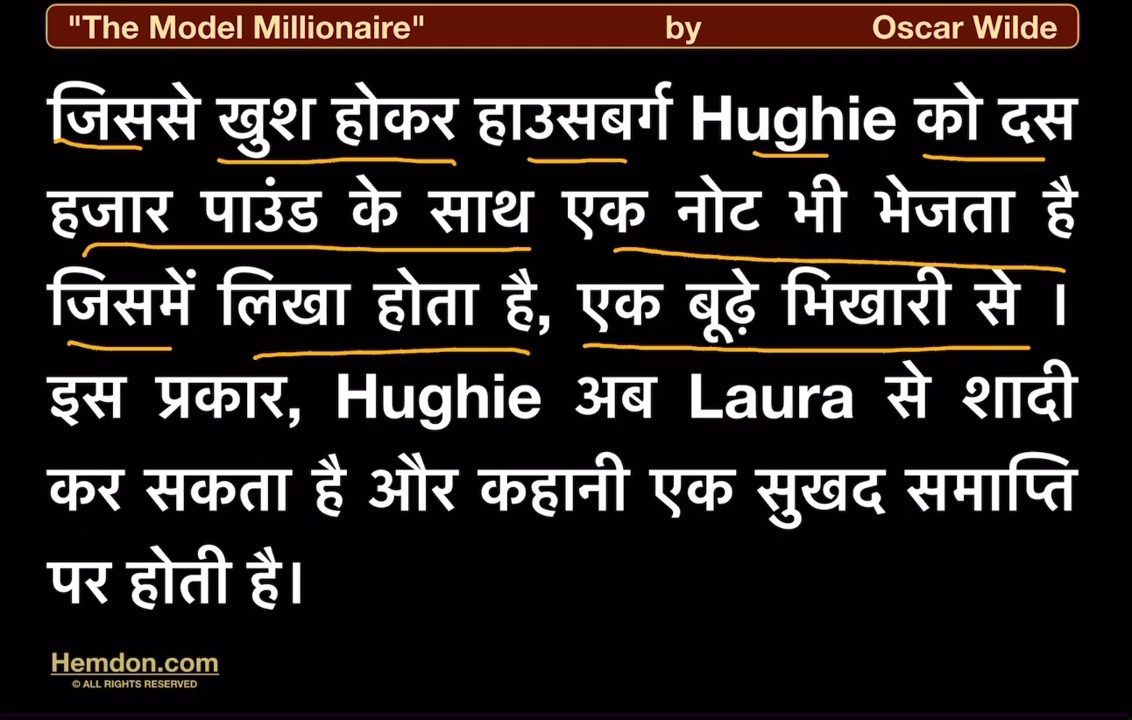 "The Model Millionaire" by Oscar Wilde
जिससे खुश होकर हाउसबर्ग Hughie को दस
हजार पाउंड के साथ एक नोट भी भेजता है
जिसमें लिखा होता है, एक बूढ़े भिखारी से ।
इस प्रकार, Hughie अब Laura से शादी
कर सकता है और कहानी एक सुखद समाप्ति
पर होती है।
Hemdon.com
© ALL RIGHTS RESERVED